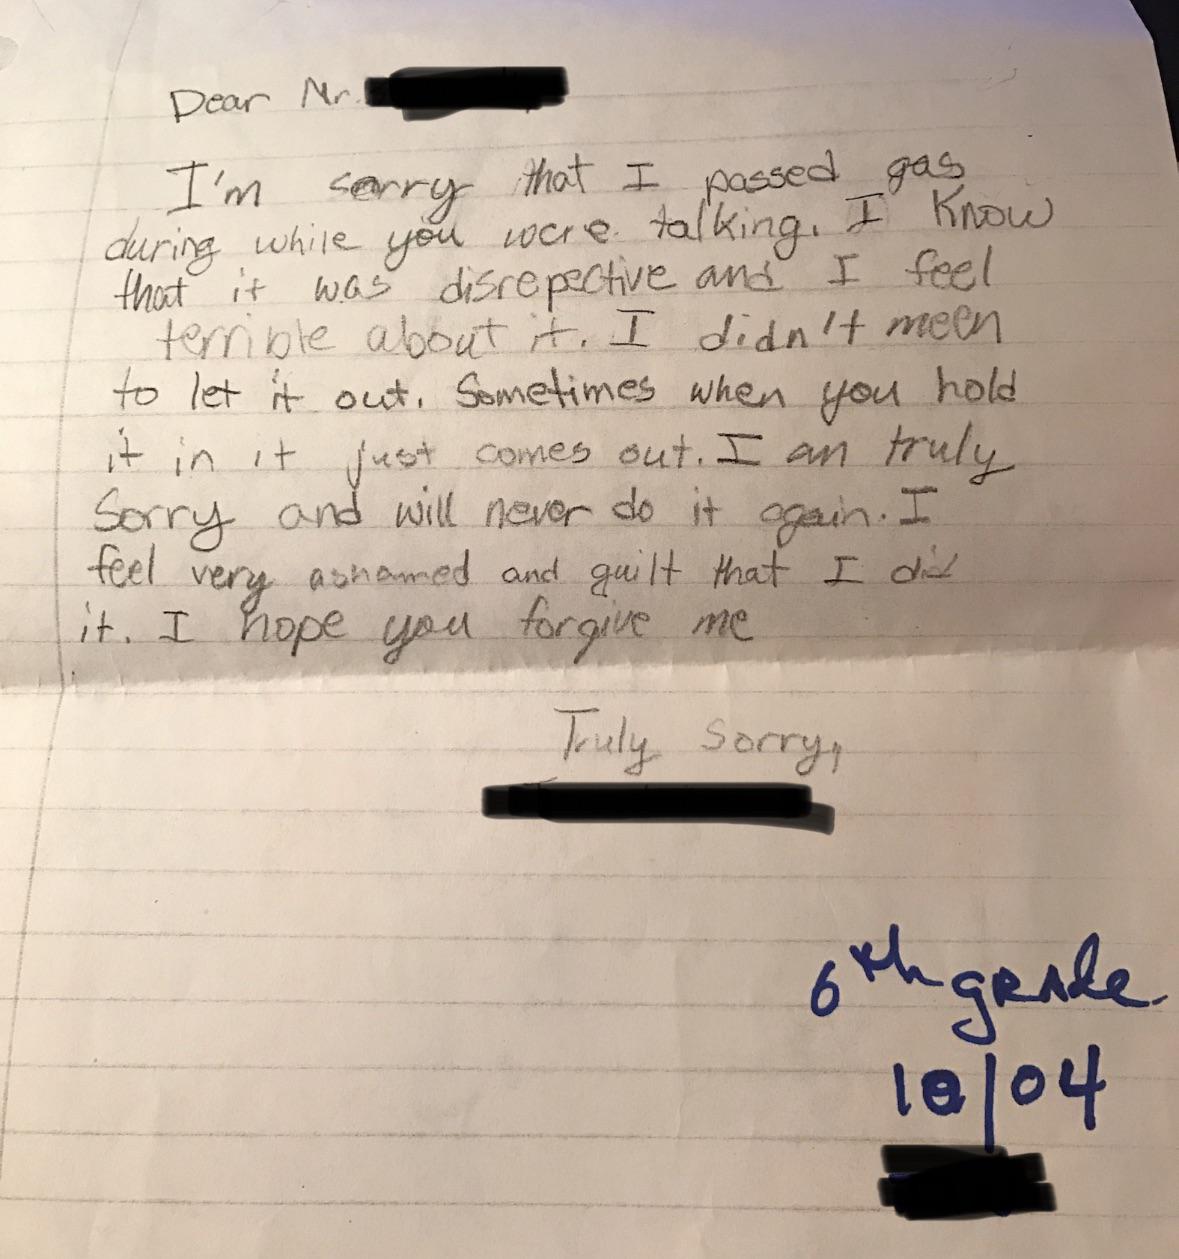 Dear Mr.
I'm sorry that I passed gas
during while you were talking. I know
that it was disrepective and I feel
terrible about it. I didn't meen
to let it out. Sometimes when you hold
it in it just comes out. I am truly
Sorry and will never do it again. I
feel very ashamed and guilt that I did
it. I hope you forgive me
Truly Sorry,
6th grade
10/04